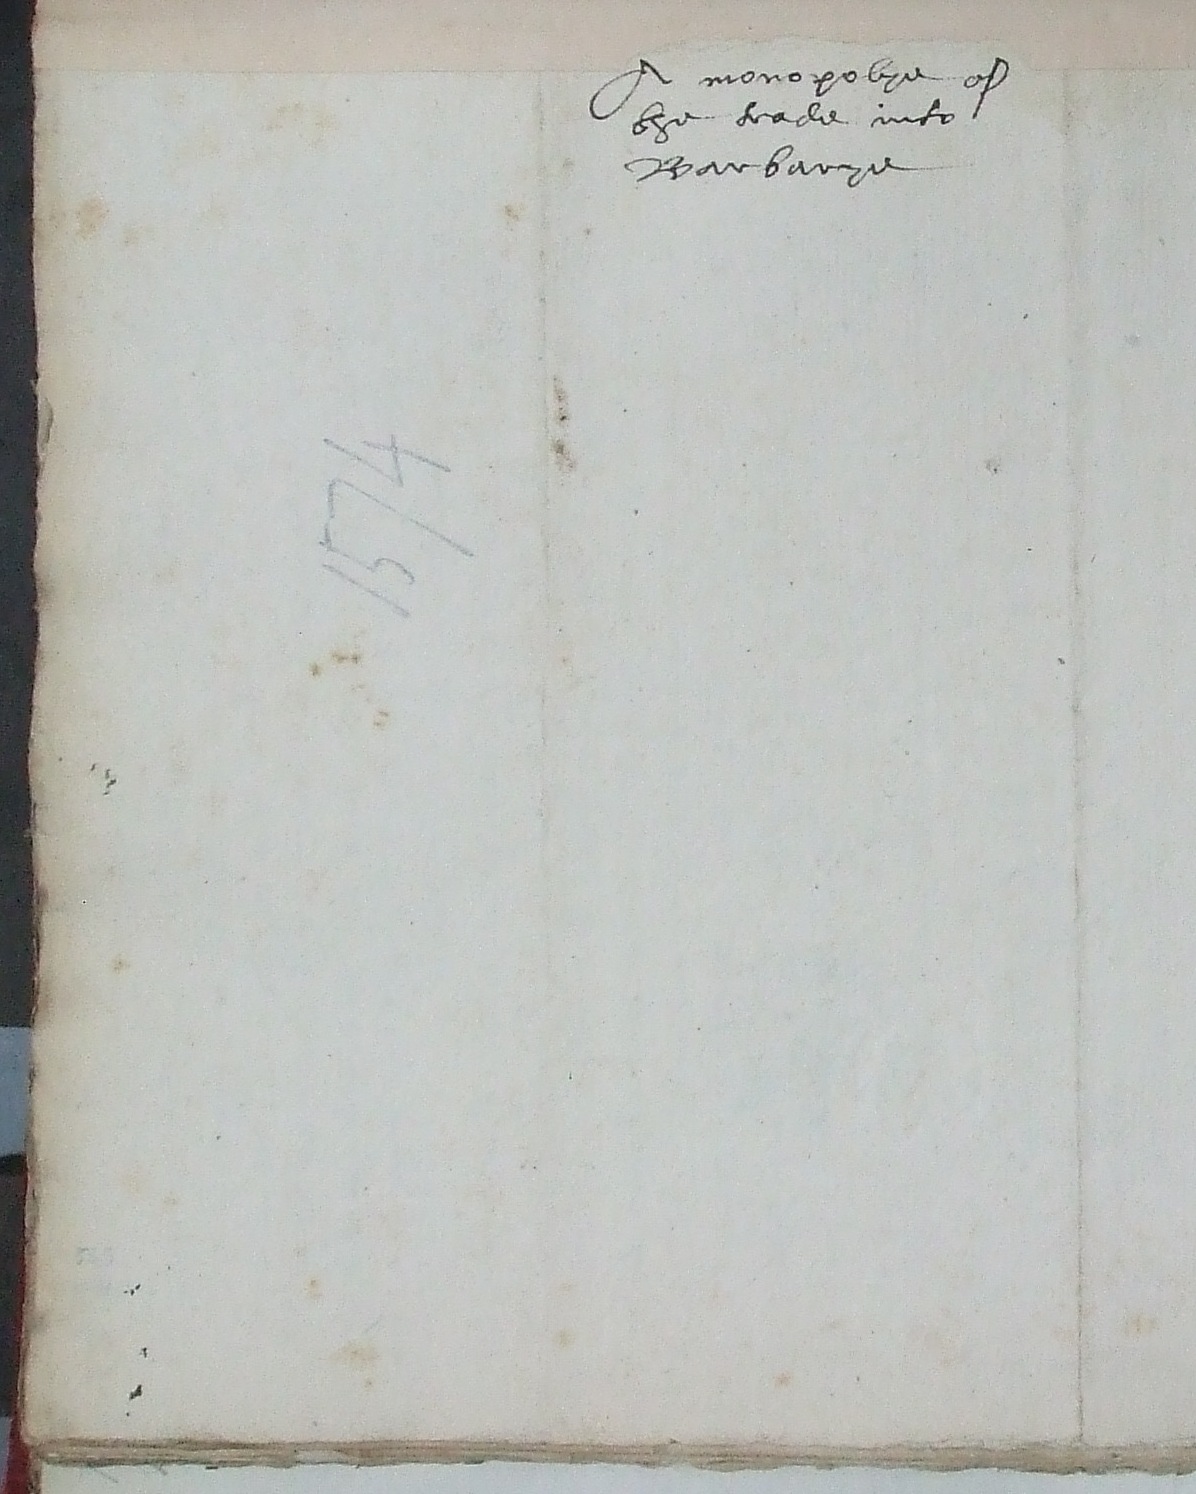 A monopolye of
the trade into
Barbarye
1574